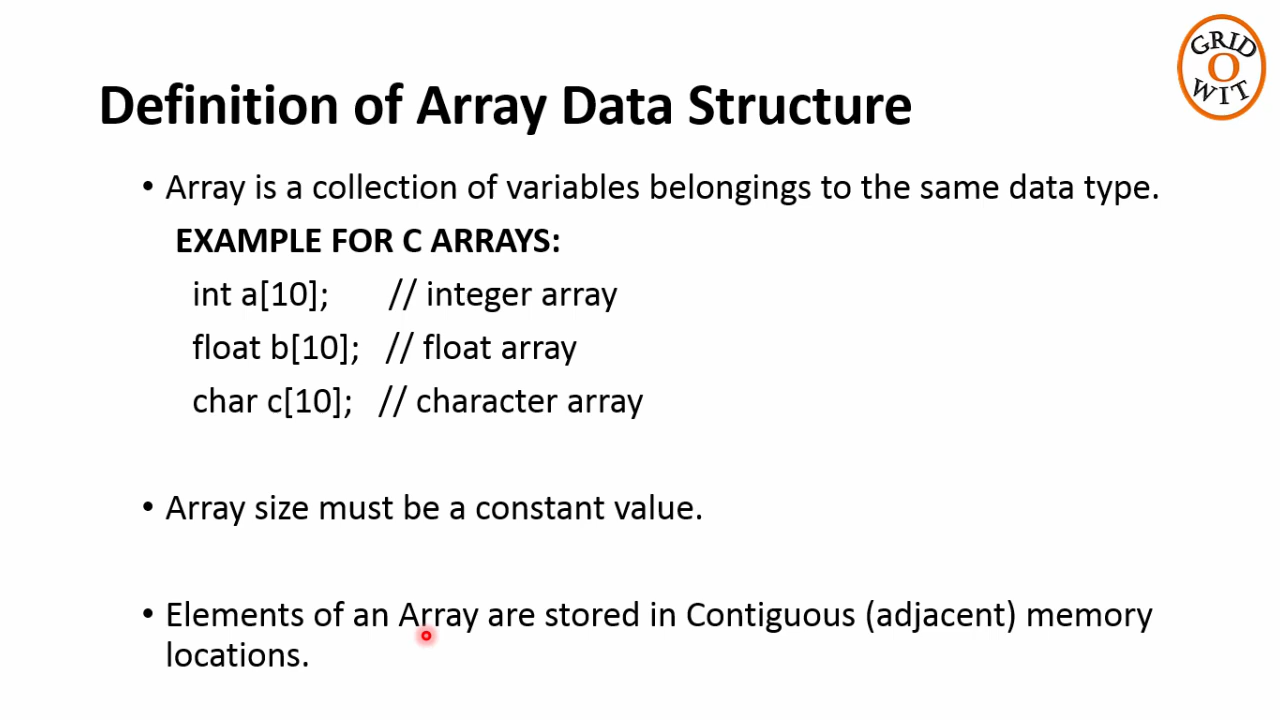 GRID
O
WIT
Definition of Array Data Structure
• Array is a collection of variables belongings to the same data type.
EXAMPLE FOR C ARRAYS:
int a[10]; // integer array
float b[10]; // float array
char c[10]; // character array
• Array size must be a constant value.
• Elements of an Array are stored in Contiguous (adjacent) memory
locations.